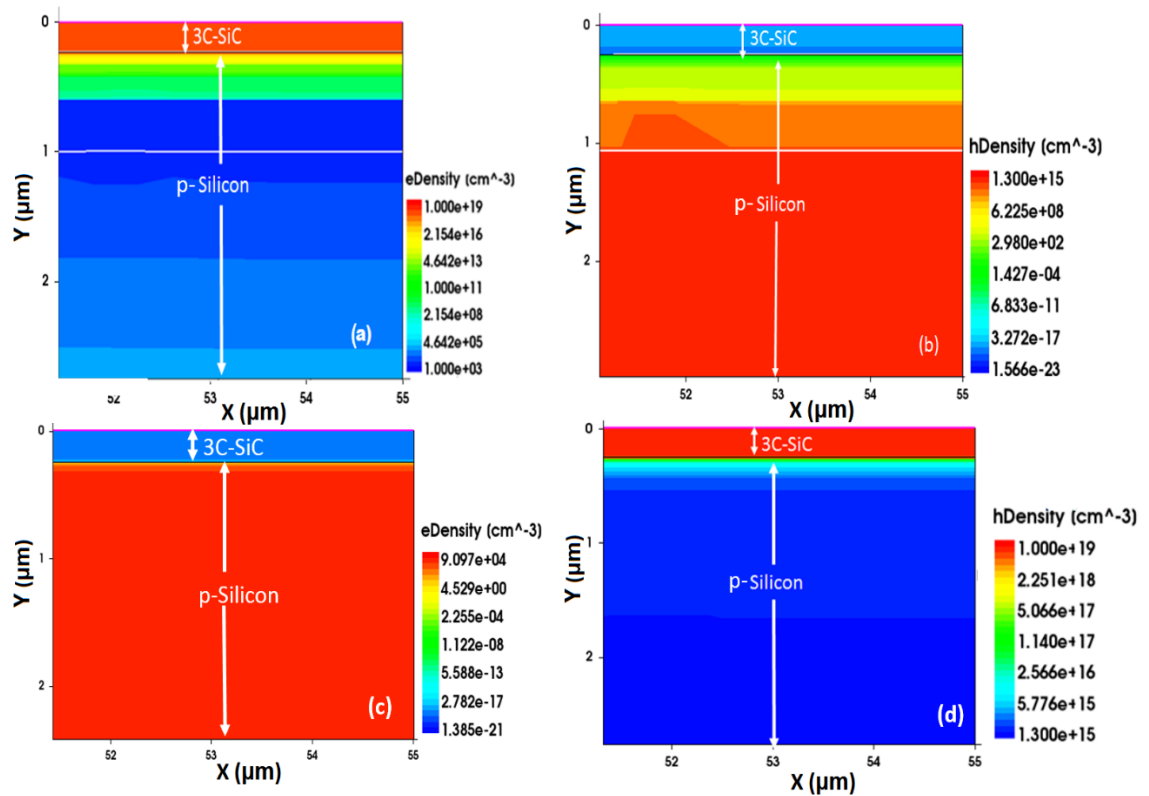 0
3C-SiC
1
p-Silicon
2
Y (µm)
eDensity (cm^-3)
1.000e+19
2.154e+16
4.642e+13
1.000e+11
2.154e+08
4.642e+05
1.000e+03
(a)
53
54
55
X (µm)
0
3C-SiC
1
p-Silicon
2
Y (µm)
hDensity (cm^-3)
1.300e+15
6.225e+08
2.980e+02
1.427e-04
6.833e-11
3.272e-17
1.566e-23
(b)
52
53
54
55
X (µm)
0
3C-SiC
1
p-Silicon
2
Y (µm)
eDensity (cm^-3)
9.097e+04
4.529e+00
2.255e-04
1.122e-08
5.588e-13
2.782e-17
1.385e-21
(c)
52
53
54
55
X (µm)
0
3C-SiC
1
p-Silicon
2
Y (µm)
hDensity (cm^-3)
1.000e+19
2.251e+18
5.066e+17
1.140e+17
2.566e+16
5.776e+15
1.300e+15
(d)
52
53
54
55
X (µm)